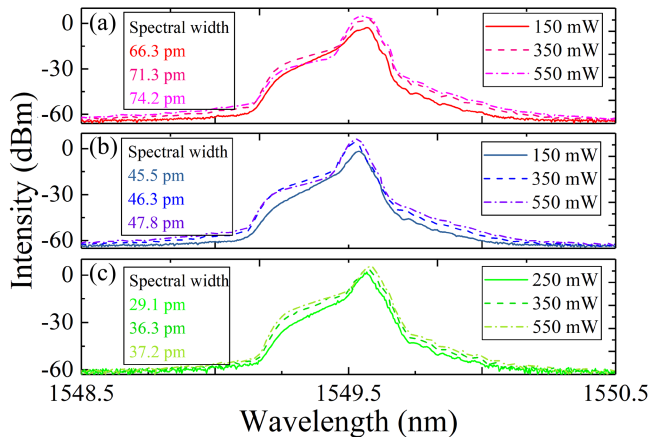 (a)
Spectral width
66.3 pm
71.3 pm
74.2 pm
150 mW
350 mW
550 mW
0
-30
-60
(b)
Spectral width
45.5 pm
46.3 pm
47.8 pm
150 mW
350 mW
550 mW
0
-30
-60
(c)
Spectral width
29.1 pm
36.3 pm
37.2 pm
250 mW
350 mW
550 mW
0
-30
-60
Intensity (dBm)
1548.5 1549.5 1550.5
Wavelength (nm)